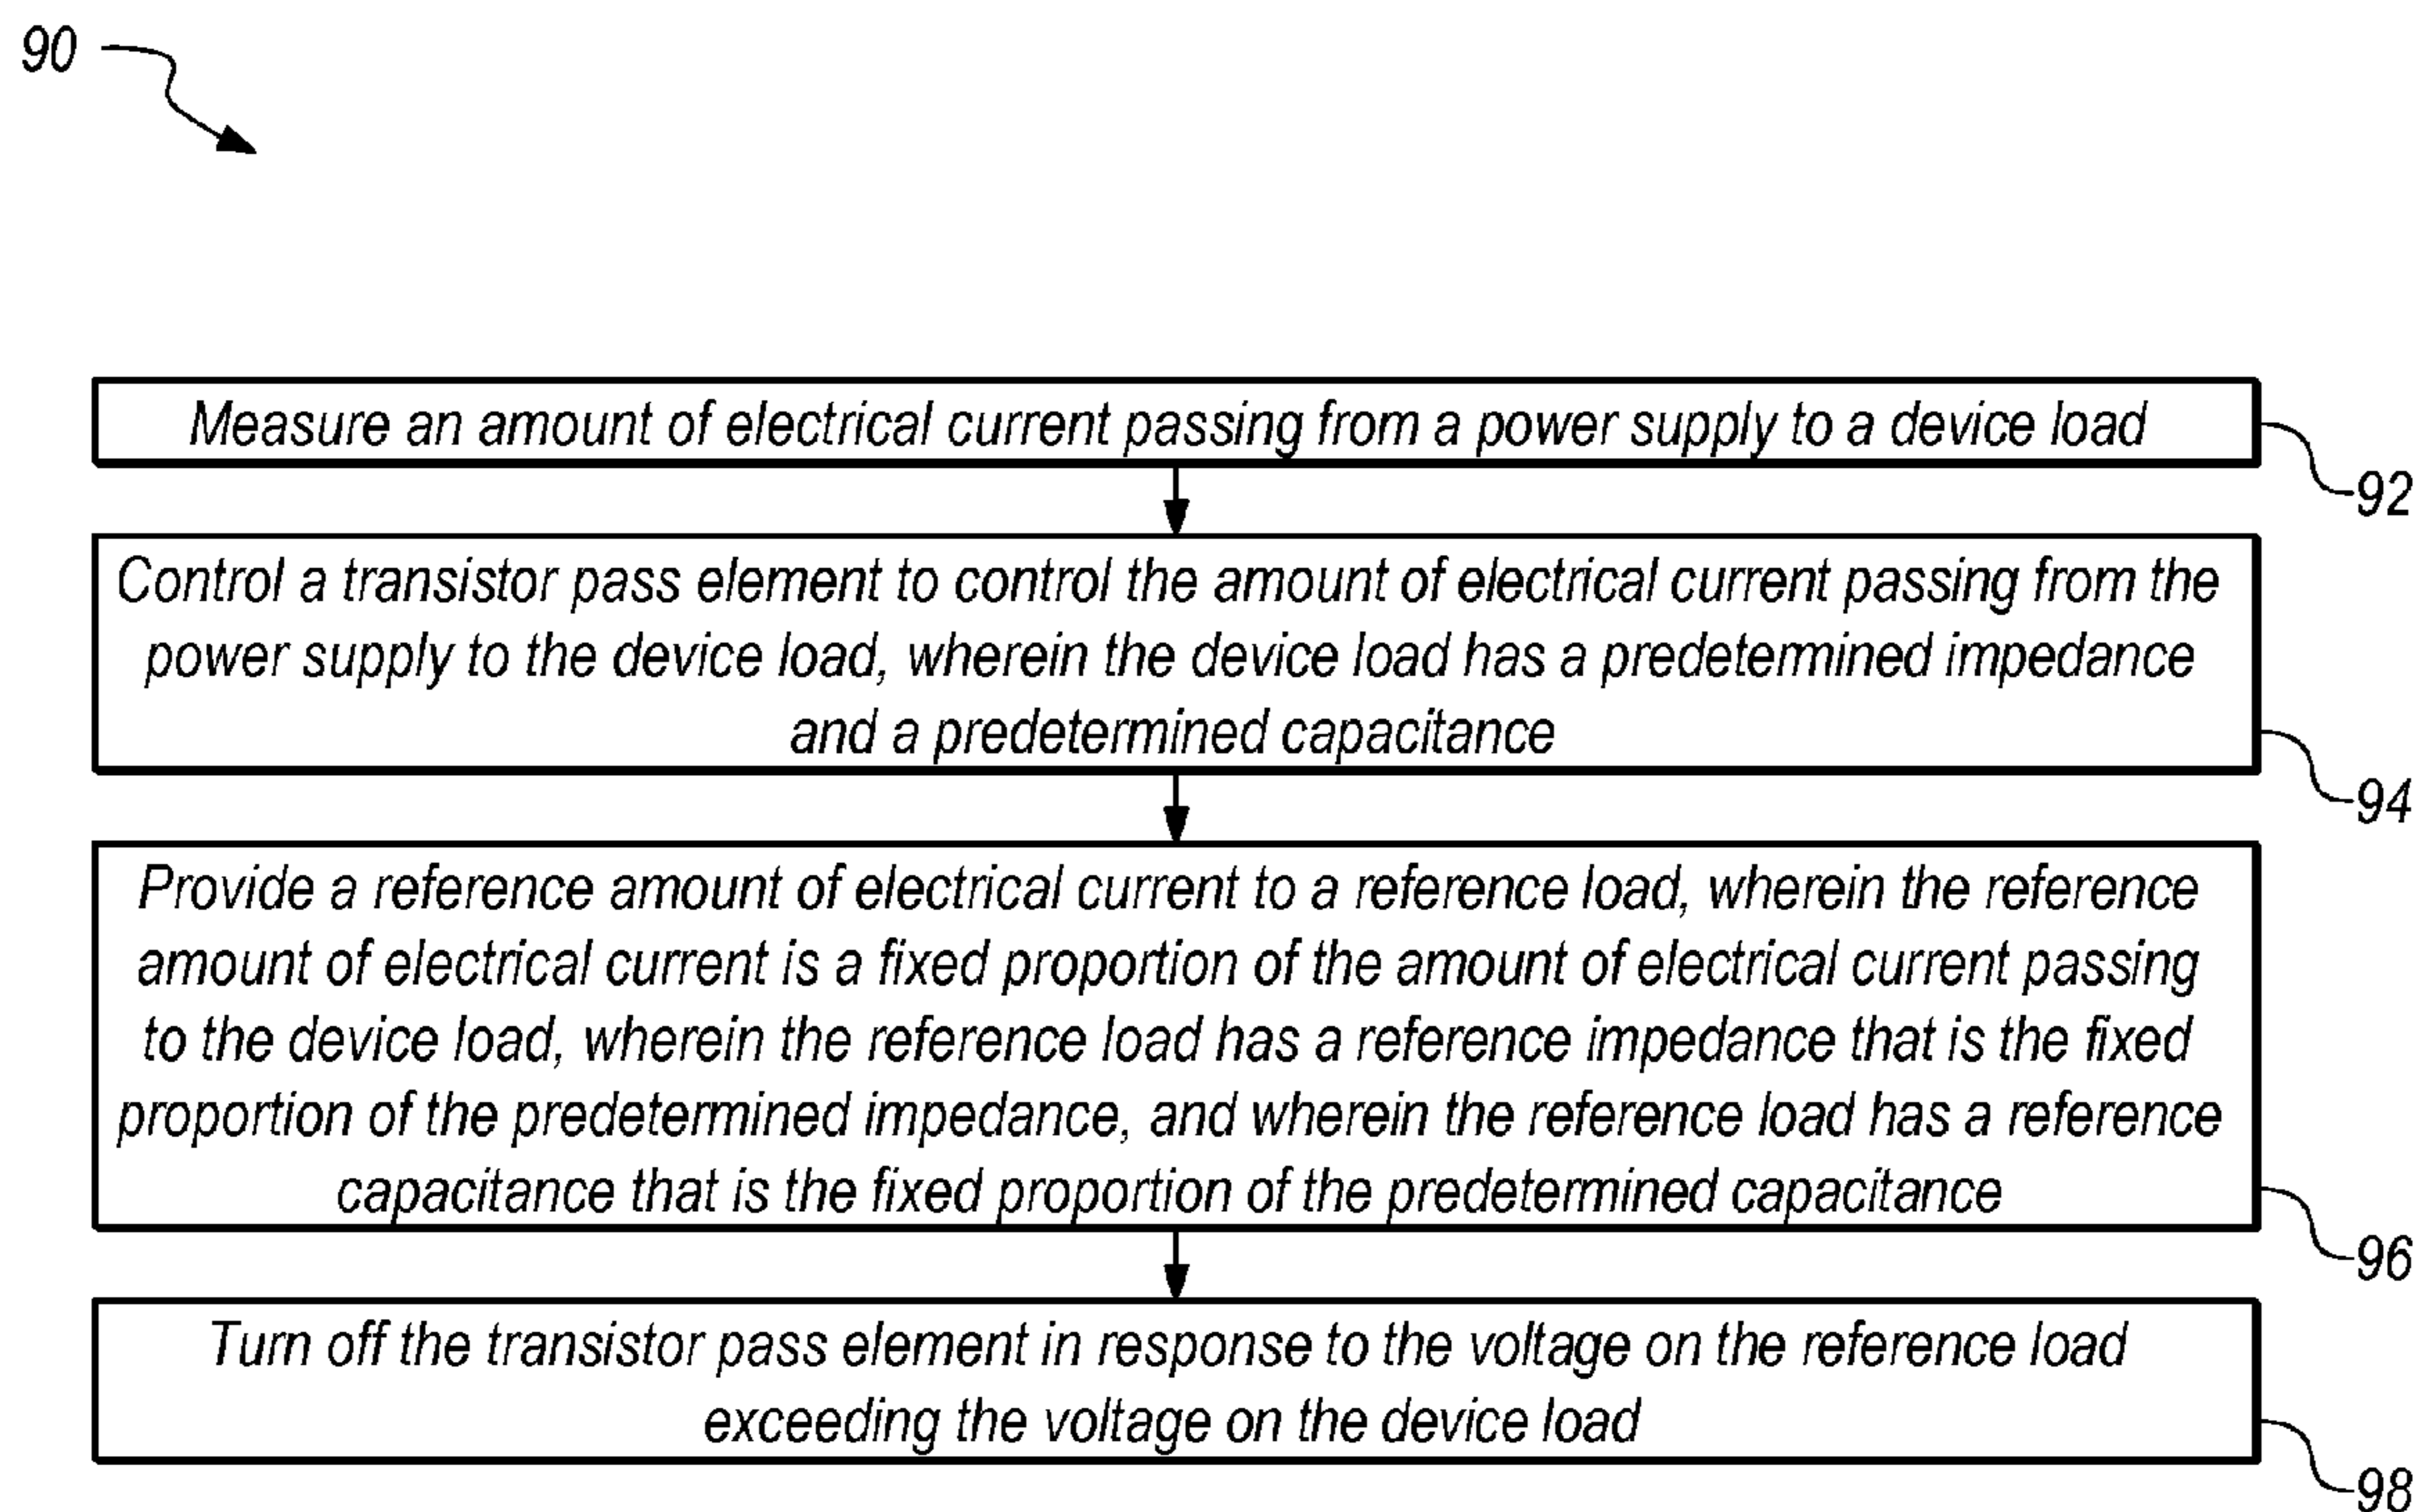 90
Measure an amount of electrical current passing from a power supply to a device load
92
Control a transistor pass element to control the amount of electrical current passing from the
power supply to the device load, wherein the device load has a predetermined impedance
and a predetermined capacitance
94
Provide a reference amount of electrical current to a reference load, wherein the reference
amount of electrical current is a fixed proportion of the amount of electrical current passing
to the device load, wherein the reference load has a reference impedance that is the fixed
proportion of the predetermined impedance, and wherein the reference load has a reference
capacitance that is the fixed proportion of the predetermined capacitance
96
Turn off the transistor pass element in response to the voltage on the reference load
exceeding the voltage on the device load
98